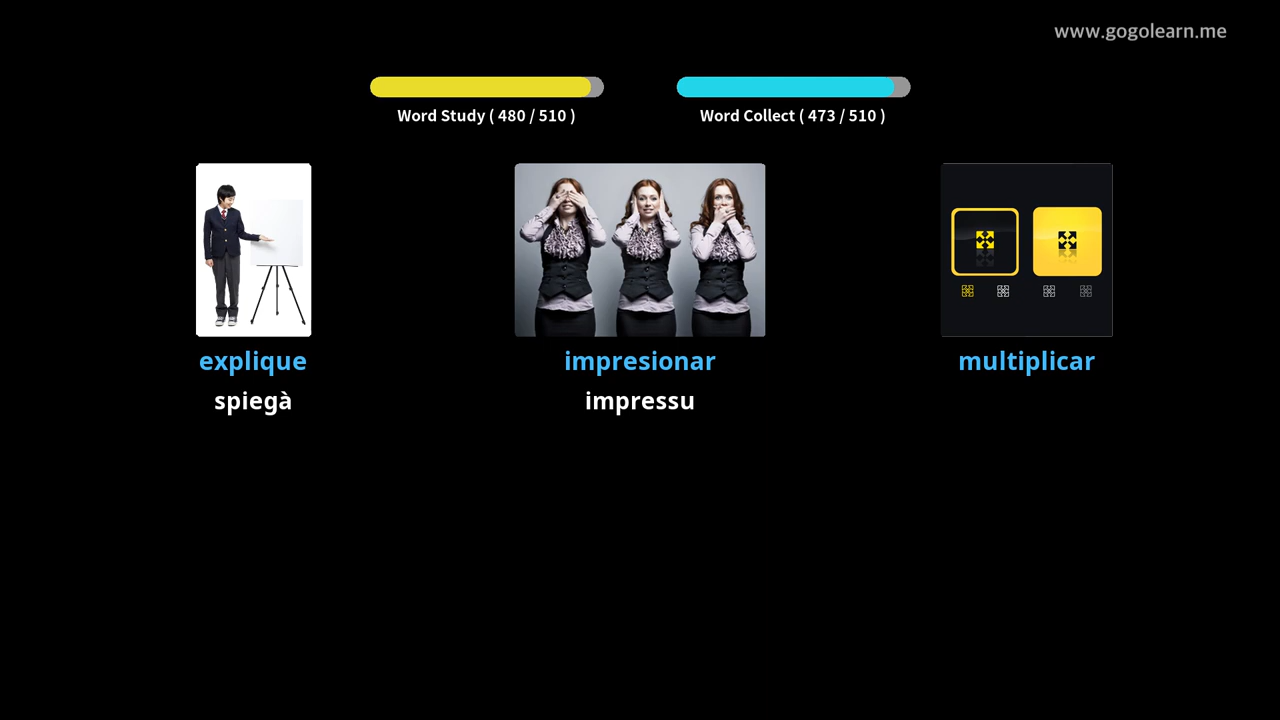 www.gogolearn.me
Word Study ( 480 / 510 )
Word Collect ( 473 / 510 )
explique
impresionar
multiplicar
spiegà
impressu